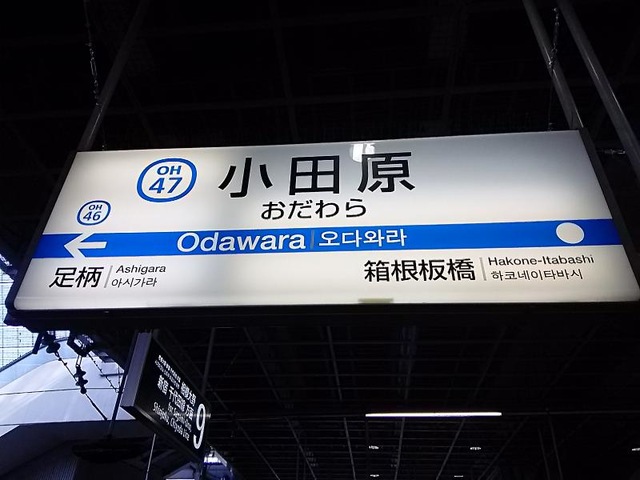 OH
47
小田原
おだわら
OH
46
Odawara 오다와라
足柄 Ashigara
아시가라
箱根板橋 Hakone-Itabashi
하코네이타바시
9